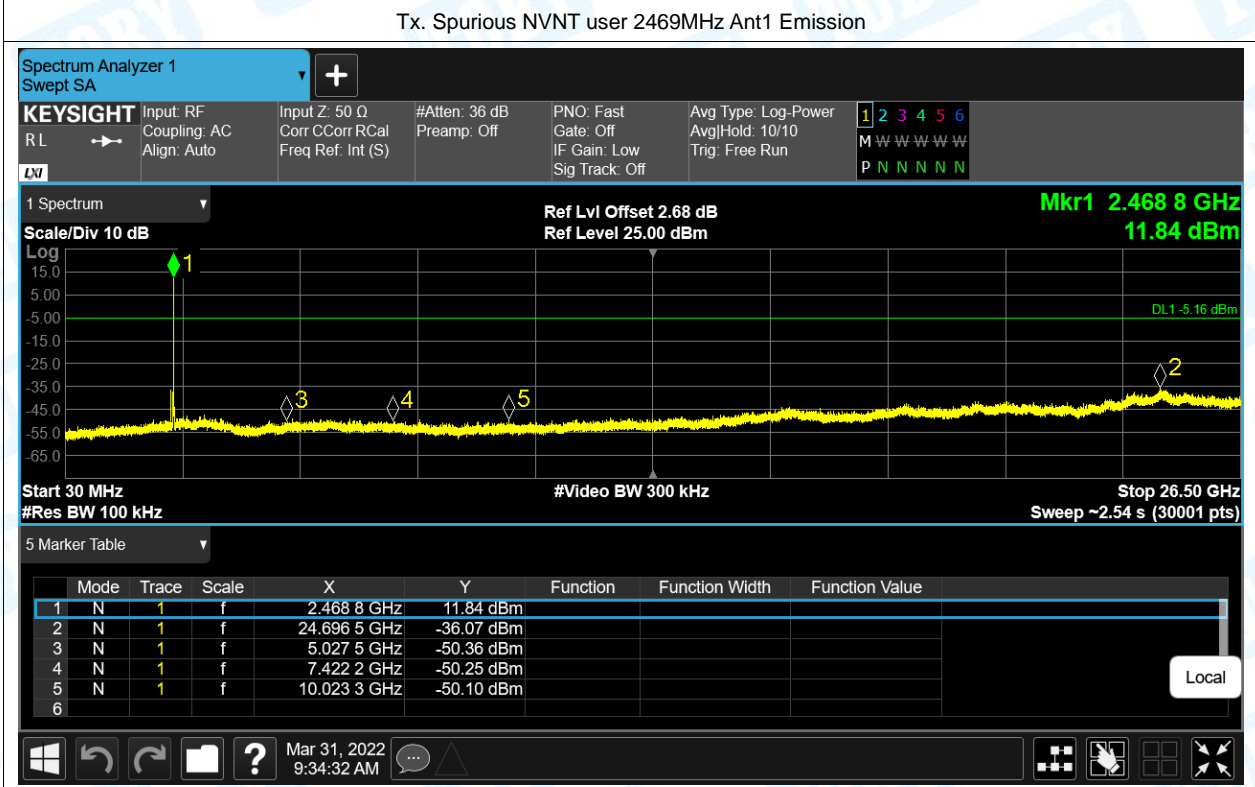 Tx. Spurious NVNT user 2469MHz Ant1 Emission
Spectrum Analyzer 1
Swept SA
+
KEYSIGHT
RL
LXI
Input: RF
Coupling: AC
Align: Auto
Input Z: 50 Ω
Corr CCorr RCal
Freq Ref: Int (S)
#Atten: 36 dB
Preamp: Off
PNO: Fast
Gate: Off
IF Gain: Low
Sig Track: Off
Avg Type: Log-Power
Avg|Hold: 10/10
Trig: Free Run
1 2 3 4 5 6
M W W W W W
P N N N N N
1 Spectrum
Scale/Div 10 dB
Ref Lvl Offset 2.68 dB
Ref Level 25.00 dBm
Mkr1 2.468 8 GHz
11.84 dBm
Log
15.0
5.00
-5.00
-15.0
-25.0
-35.0
-45.0
-55.0
-65.0
1
DL1 -5.16 dBm
2
3
4
5
Start 30 MHz
#Res BW 100 kHz
#Video BW 300 kHz
Stop 26.50 GHz
Sweep ~2.54 s (30001 pts)
5 Marker Table
Mode Trace Scale X Y Function Function Width Function Value
1 N 1 f 2.468 8 GHz 11.84 dBm
2 N 1 f 24.696 5 GHz -36.07 dBm
3 N 1 f 5.027 5 GHz -50.36 dBm
4 N 1 f 7.422 2 GHz -50.25 dBm
5 N 1 f 10.023 3 GHz -50.10 dBm
6
Local
?
Mar 31, 2022
9:34:32 AM